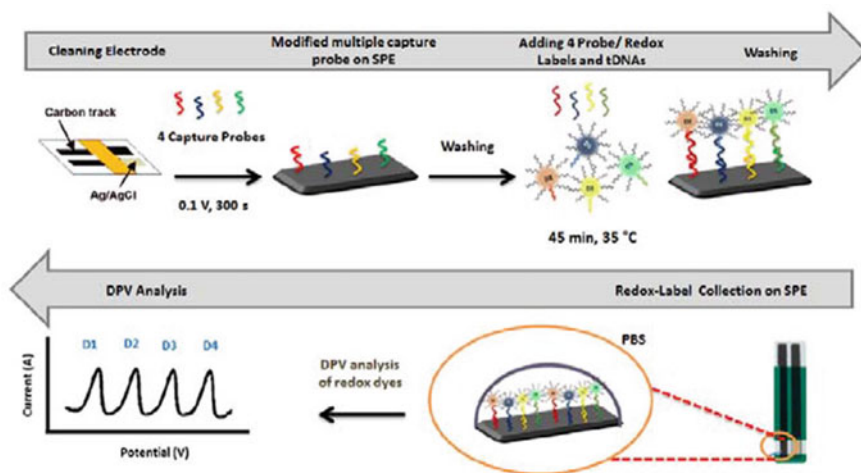 Cleaning Electrode
Modified multiple capture
probe on SPE
Adding 4 Probe/ Redox
Labels and tDNAs
Washing
Carbon track
4 Capture Probes
Ag/AgCl
0.1 V, 300 s
Washing
45 min, 35 °C
DPV Analysis
Redox-Label Collection on SPE
D1 D2 D3 D4
Current (A)
Potential (V)
DPV analysis
of redox dyes
PBS